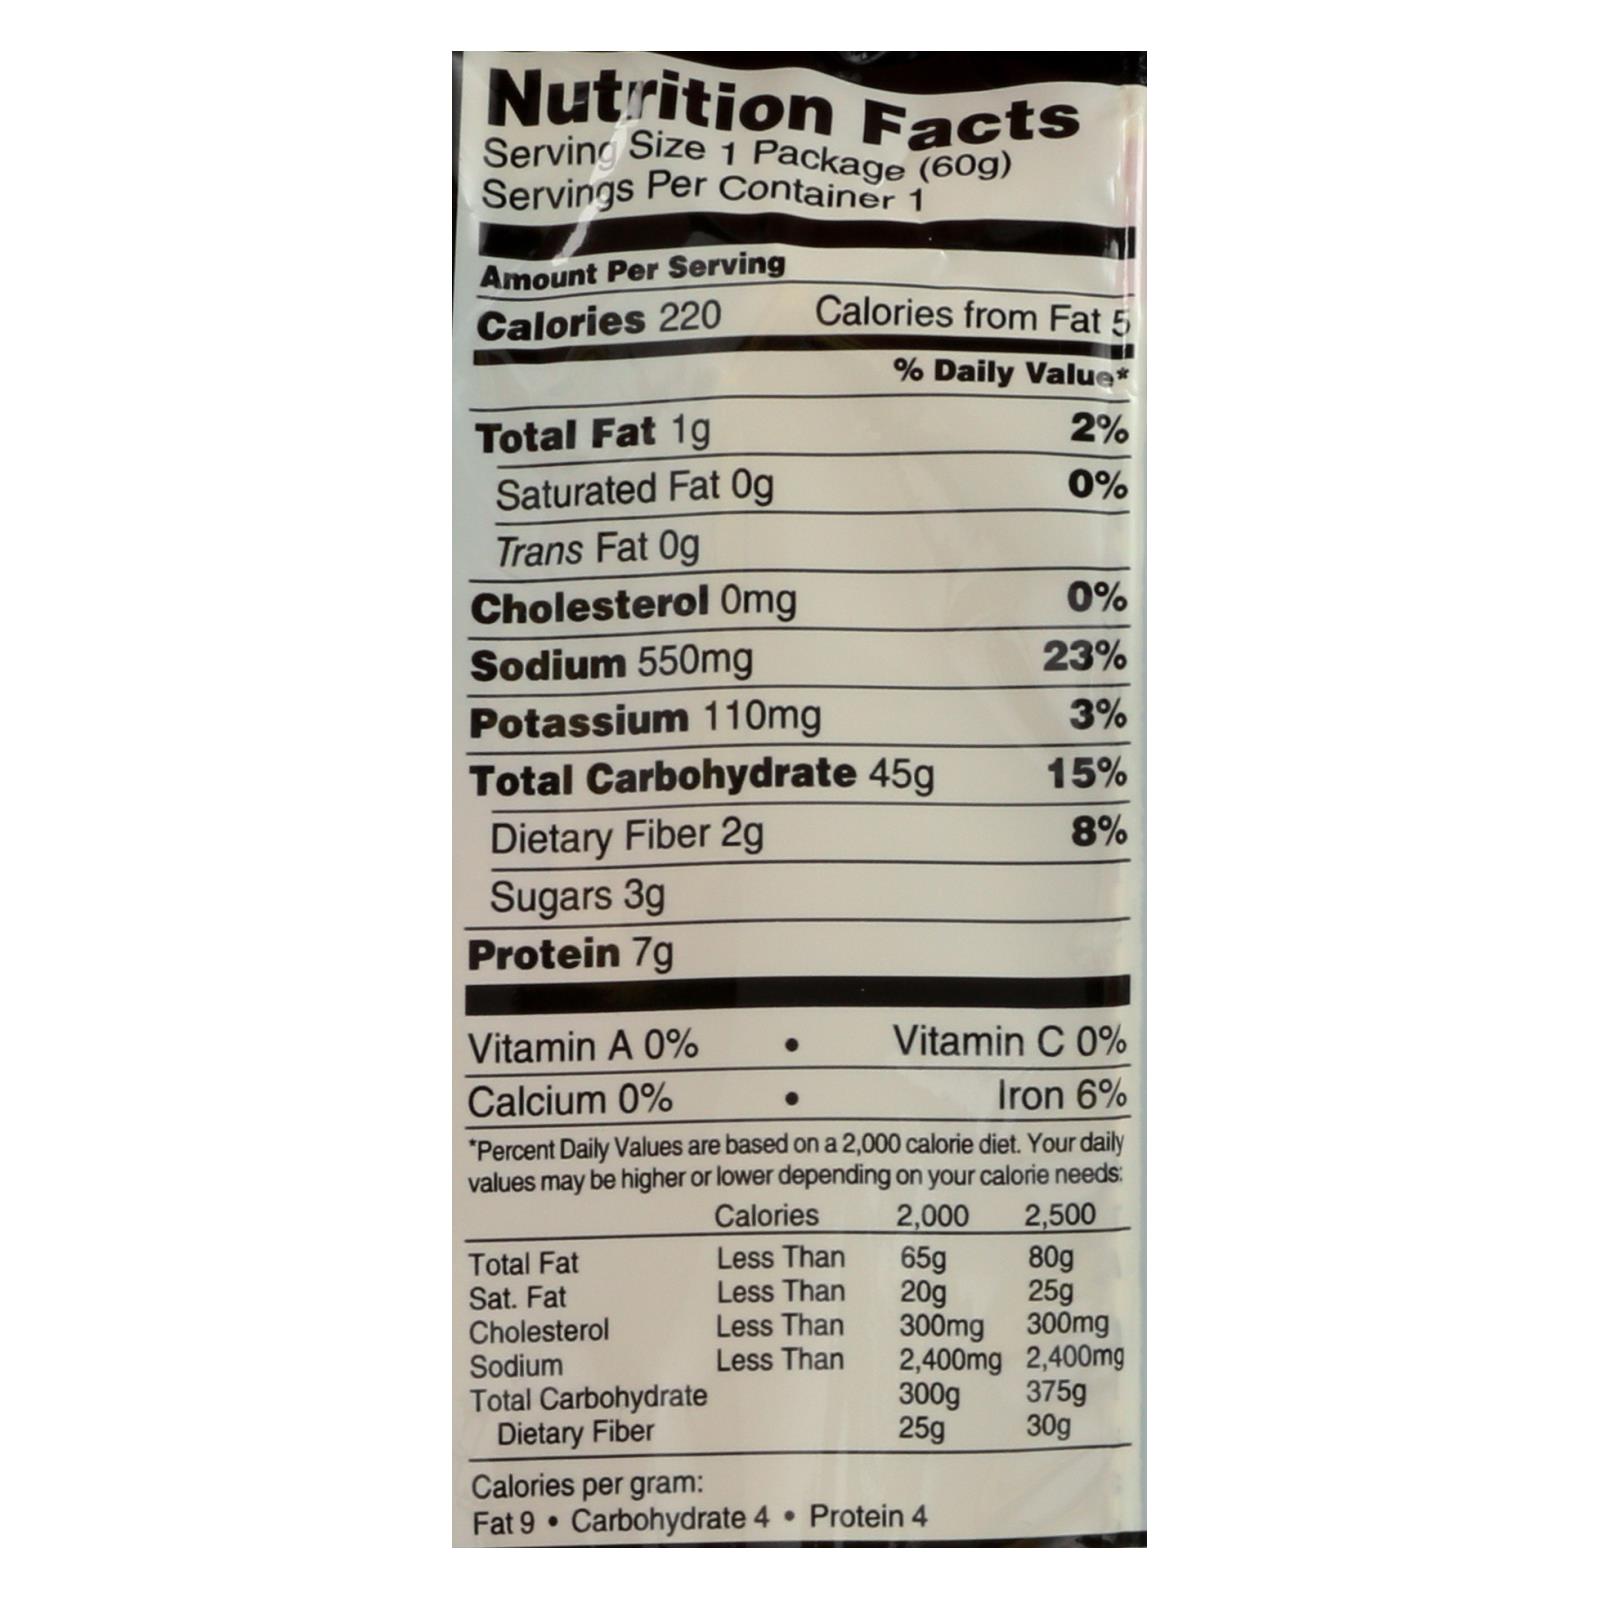 Nutrition Facts
Serving Size 1 Package (60g)
Servings Per Container 1
Amount Per Serving
Calories 220 Calories from Fat 5
% Daily Value*
Total Fat 1g 2%
Saturated Fat 0g 0%
Trans Fat 0g
Cholesterol 0mg 0%
Sodium 550mg 23%
Potassium 110mg 3%
Total Carbohydrate 45g 15%
Dietary Fiber 2g 8%
Sugars 3g
Protein 7g
Vitamin A 0% • Vitamin C 0%
Calcium 0% • Iron 6%
*Percent Daily Values are based on a 2,000 calorie diet. Your daily
values may be higher or lower depending on your calorie needs:
Calories 2,000 2,500
Total Fat Less Than 65g 80g
Sat. Fat Less Than 20g 25g
Cholesterol Less Than 300mg 300mg
Sodium Less Than 2,400mg 2,400mg
Total Carbohydrate 300g 375g
Dietary Fiber 25g 30g
Calories per gram:
Fat 9 • Carbohydrate 4 • Protein 4